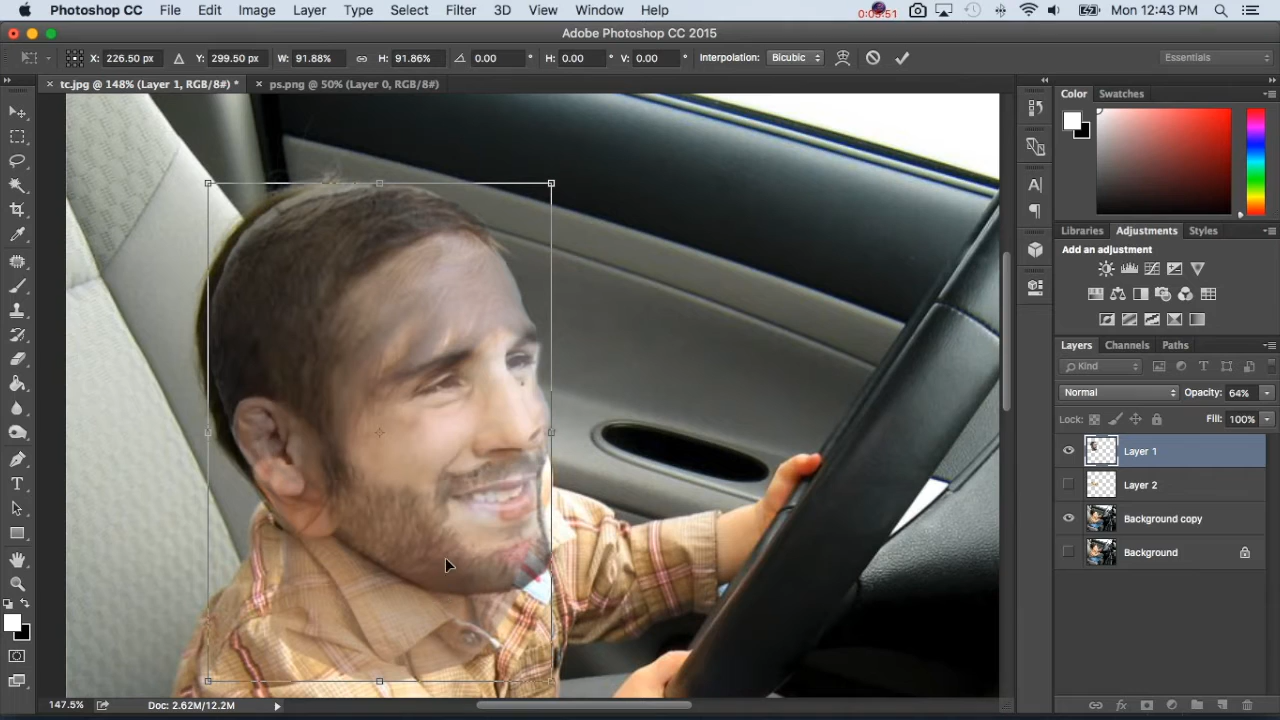 Photoshop CC File Edit Image Layer Type Select Filter 3D View Window Help Mon 12:43 PM
Adobe Photoshop CC 2015
X: 226.50 px Y: 299.50 px W: 91.88% H: 91.86% 0.00 ° H: 0.00 ° V: 0.00 ° Interpolation: Bicubic Essentials
tc.jpg @ 148% (Layer 1, RGB/8#) * ps.png @ 50% (Layer 0, RGB/8#)
Color Swatches
Libraries Adjustments Styles
Add an adjustment
Layers Channels Paths
Kind
Normal Opacity: 64%
Lock: Fill: 100%
Layer 1
Layer 2
Background copy
Background
147.5% Doc: 2.62M/12.2M